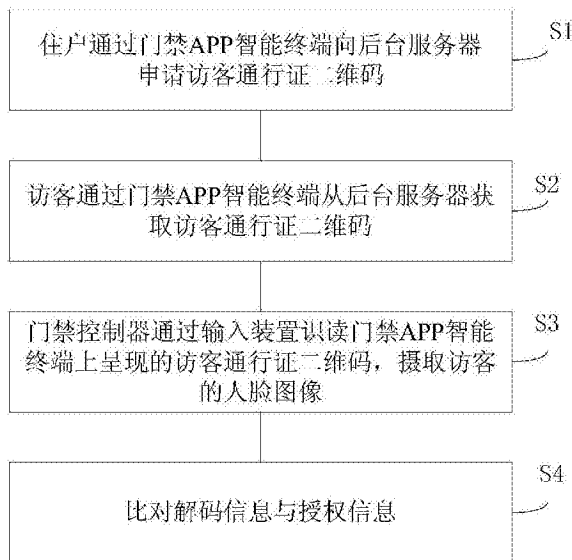 住户通过门禁APP智能终端向后台服务器
申请访客通行证二维码
S1
访客通过门禁APP智能终端从后台服务器获
取访客通行证二维码
S2
门禁控制器通过输入装置识读门禁APP智能
终端上呈现的访客通行证二维码，摄取访客
的人脸图像
S3
比对解码信息与授权信息
S4